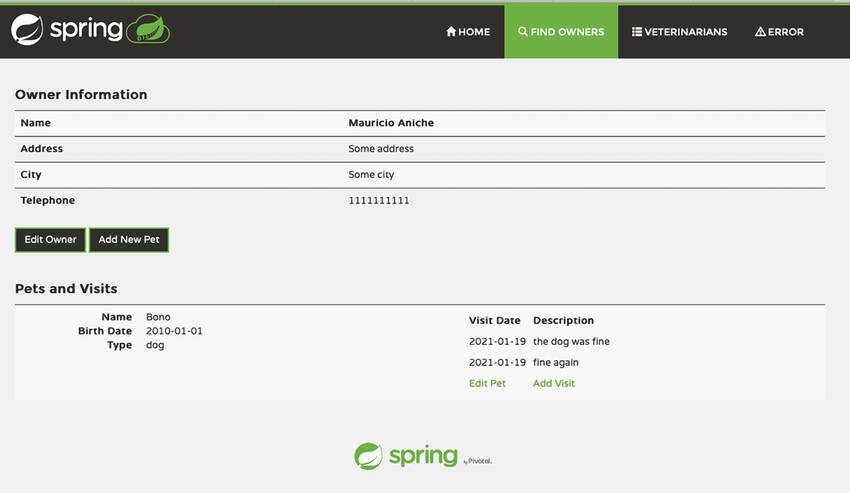 spring
HOME FIND OWNERS VETERINARIANS ERROR
Owner Information
Name Mauricio Aniche
Address Some address
City Some city
Telephone 1111111111
Edit Owner Add New Pet
Pets and Visits
Name Bono
Birth Date 2010-01-01
Type dog
Visit Date Description
2021-01-19 the dog was fine
2021-01-19 fine again
Edit Pet Add Visit
spring by Pivotal.